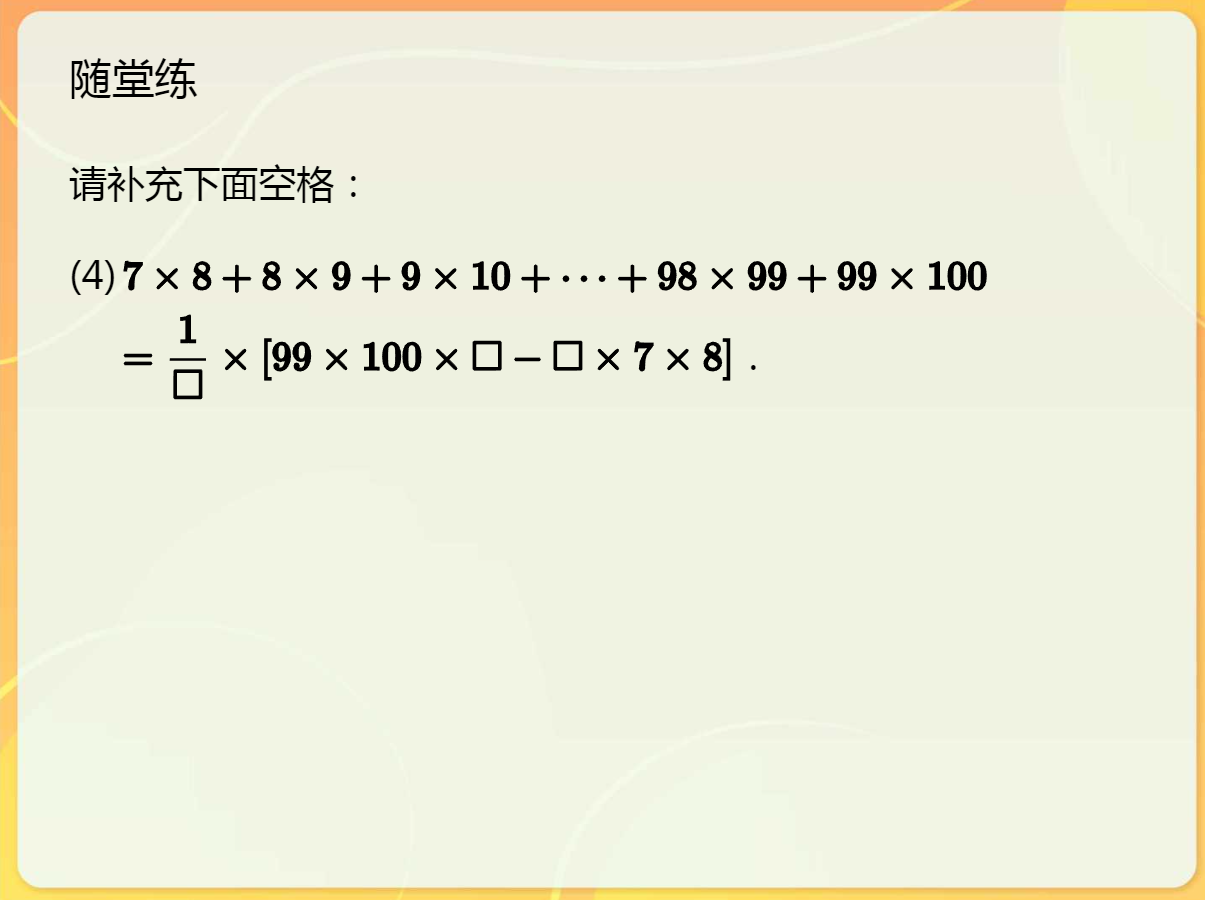 随堂练
请补充下面空格：
(4) 7 × 8 + 8 × 9 + 9 × 10 + ⋯ + 98 × 99 + 99 × 100
= 1/□ × [99 × 100 × □ − □ × 7 × 8] .